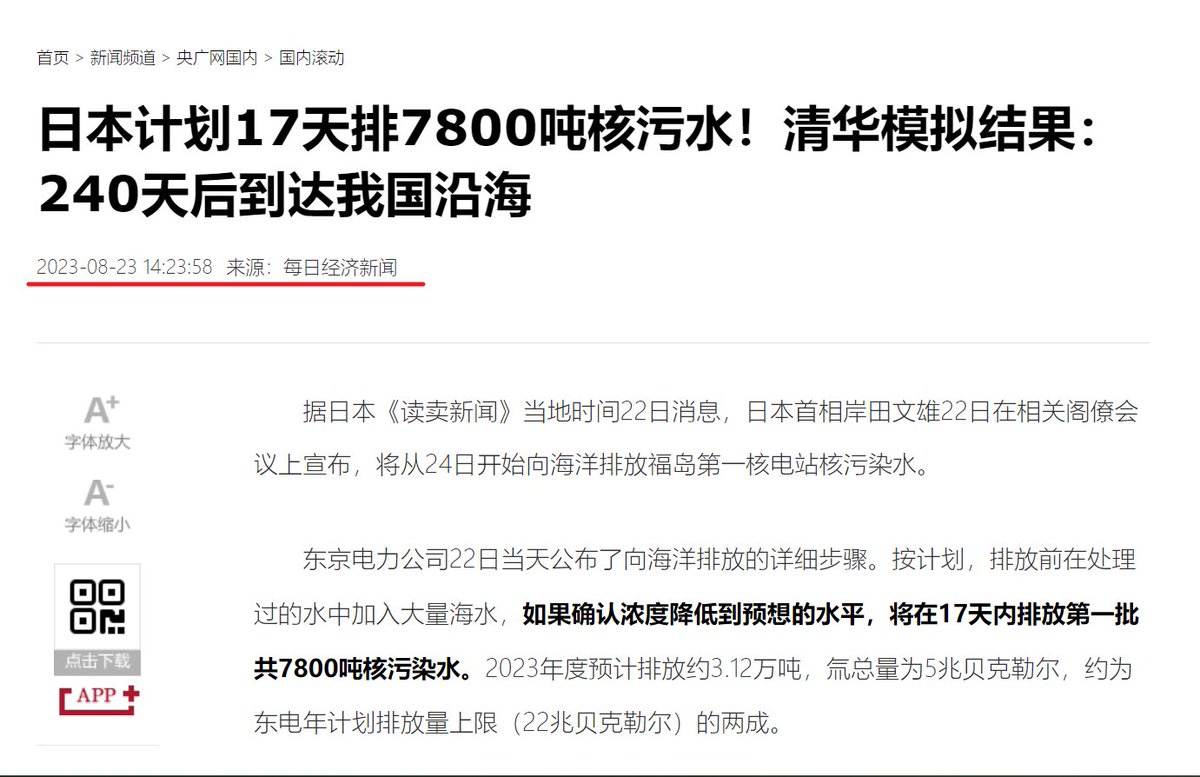 首页 > 新闻频道 > 央广网国内 > 国内滚动
日本计划17天排7800吨核污水！清华模拟结果：
240天后到达我国沿海
2023-08-23 14:23:58 来源：每日经济新闻
A+
字体放大
A-
字体缩小
点击下载
APP
据日本《读卖新闻》当地时间22日消息，日本首相岸田文雄22日在相关阁僚会
议上宣布，将从24日开始向海洋排放福岛第一核电站核污染水。
东京电力公司22日当天公布了向海洋排放的详细步骤。按计划，排放前在处理
过的水中加入大量海水，如果确认浓度降低到预想的水平，将在17天内排放第一批
共7800吨核污染水。2023年度预计排放约3.12万吨，氚总量为5兆贝克勒尔，约为
东电年计划排放量上限（22兆贝克勒尔）的两成。